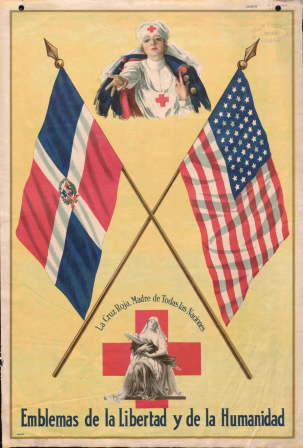 La Cruz Roja, Madre de Todas las Naciones
Emblemas de la Libertad y de la Humanidad